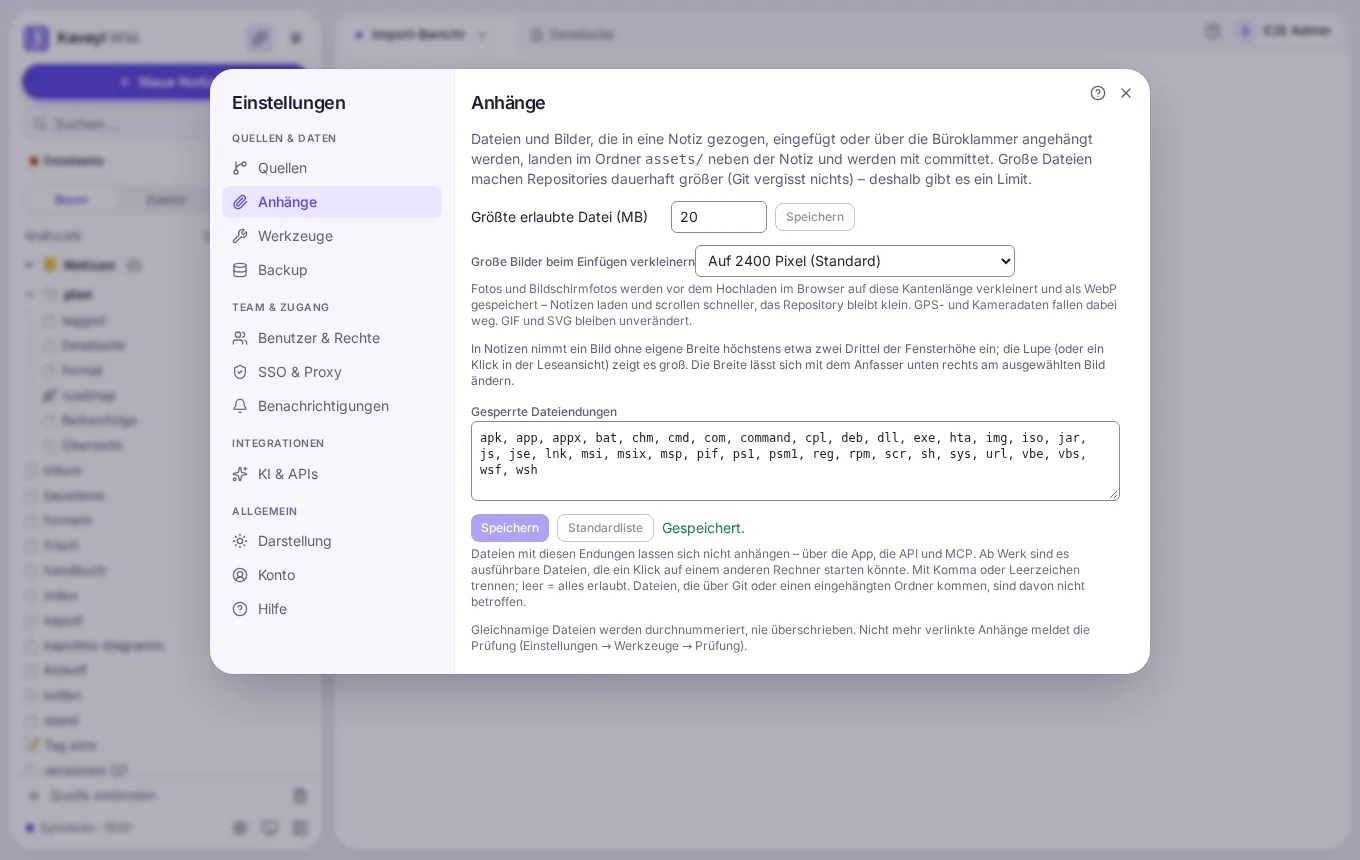 Kaveyl Wiki
Import-Bericht
Dateiseite
E2E Admin
Neue Notiz
Suchen ...
Einstellungen
QUELLEN & DATEN
Quellen
Anhänge
Werkzeuge
Backup
TEAM & ZUGANG
Benutzer & Rechte
SSO & Proxy
Benachrichtigungen
INTEGRATIONEN
KI & APIs
ALLGEMEIN
Darstellung
Konto
Hilfe
Anhänge
Dateien und Bilder, die in eine Notiz gezogen, eingefügt oder über die Büroklammer angehängt
werden, landen im Ordner assets/ neben der Notiz und werden mit committet. Große Dateien
machen Repositories dauerhaft größer (Git vergisst nichts) – deshalb gibt es ein Limit.
Größte erlaubte Datei (MB) 20 Speichern
Große Bilder beim Einfügen verkleinern Auf 2400 Pixel (Standard)
Fotos und Bildschirmfotos werden vor dem Hochladen im Browser auf diese Kantenlänge verkleinert und als WebP
gespeichert – Notizen laden und scrollen schneller, das Repository bleibt klein. GPS- und Kameradaten fallen dabei
weg. GIF und SVG bleiben unverändert.
In Notizen nimmt ein Bild ohne eigene Breite höchstens etwa zwei Drittel der Fensterhöhe ein; die Lupe (oder ein
Klick in der Leseansicht) zeigt es groß. Die Breite lässt sich mit dem Anfasser unten rechts am ausgewählten Bild
ändern.
Gesperrte Dateiendungen
apk, app, appx, bat, chm, cmd, com, command, cpl, deb, dll, exe, hta, img, iso, jar,
js, jse, lnk, msi, msix, msp, pif, ps1, psm1, reg, rpm, scr, sh, sys, url, vbe, vbs,
wsf, wsh
Speichern Standardliste Gespeichert.
Dateien mit diesen Endungen lassen sich nicht anhängen – über die App, die API und MCP. Ab Werk sind es
ausführbare Dateien, die ein Klick auf einem anderen Rechner starten könnte. Mit Komma oder Leerzeichen
trennen; leer = alles erlaubt. Dateien, die über Git oder einen eingehängten Ordner kommen, sind davon nicht
betroffen.
Gleichnamige Dateien werden durchnummeriert, nie überschrieben. Nicht mehr verlinkte Anhänge meldet die
Prüfung (Einstellungen → Werkzeuge → Prüfung).